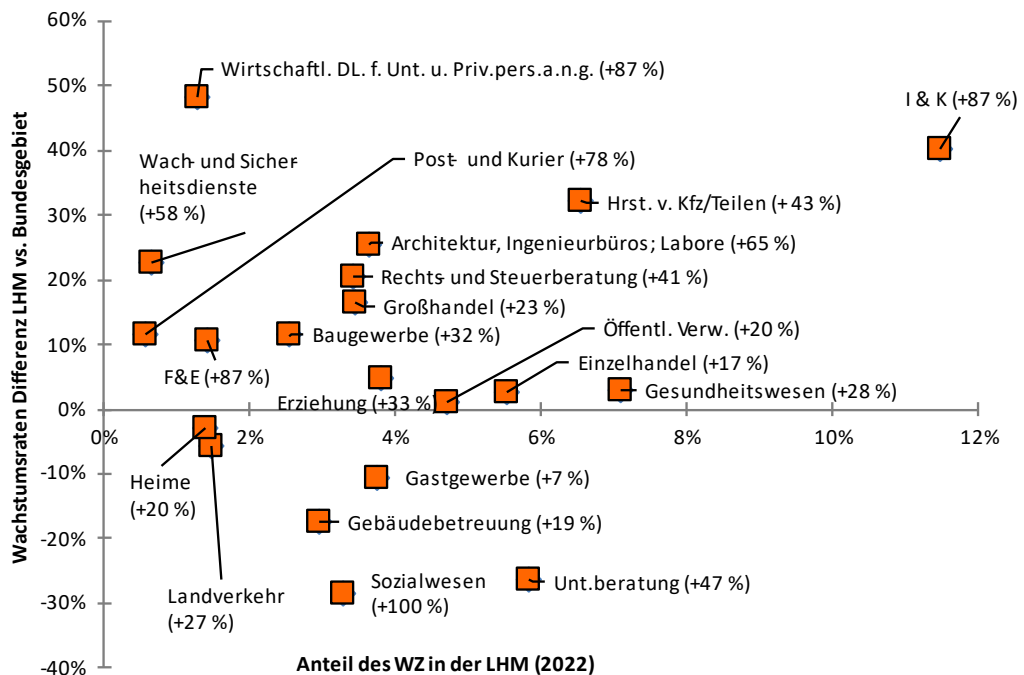 60%
50%
40%
30%
20%
10%
0%
-10%
-20%
-30%
-40%
0%
2%
4%
6%
8%
10%
12%
Wachstumsraten Differenz LHM vs. Bundesgebiet
Anteil des WZ in der LHM (2022)
Wirtschaftl. DL. f. Unt. u. Priv.pers.a.n.g. (+87 %)
I & K (+87 %)
Wach- und Sicher-
heitsdienste
(+58 %)
Post- und Kurier (+78 %)
Hrst. v. Kfz/Teilen (+ 43 %)
Architektur, Ingenieurbüros; Labore (+65 %)
Rechts- und Steuerberatung (+41 %)
Großhandel (+23 %)
Baugewerbe (+32 %)
Öffentl. Verw. (+20 %)
F&E (+87 %)
Einzelhandel (+17 %)
Gesundheitswesen (+28 %)
Erziehung (+33 %)
Heime
(+20 %)
Gastgewerbe (+7 %)
Gebäudebetreuung (+19 %)
Landverkehr
(+27 %)
Sozialwesen
(+100 %)
Unt.beratung (+47 %)